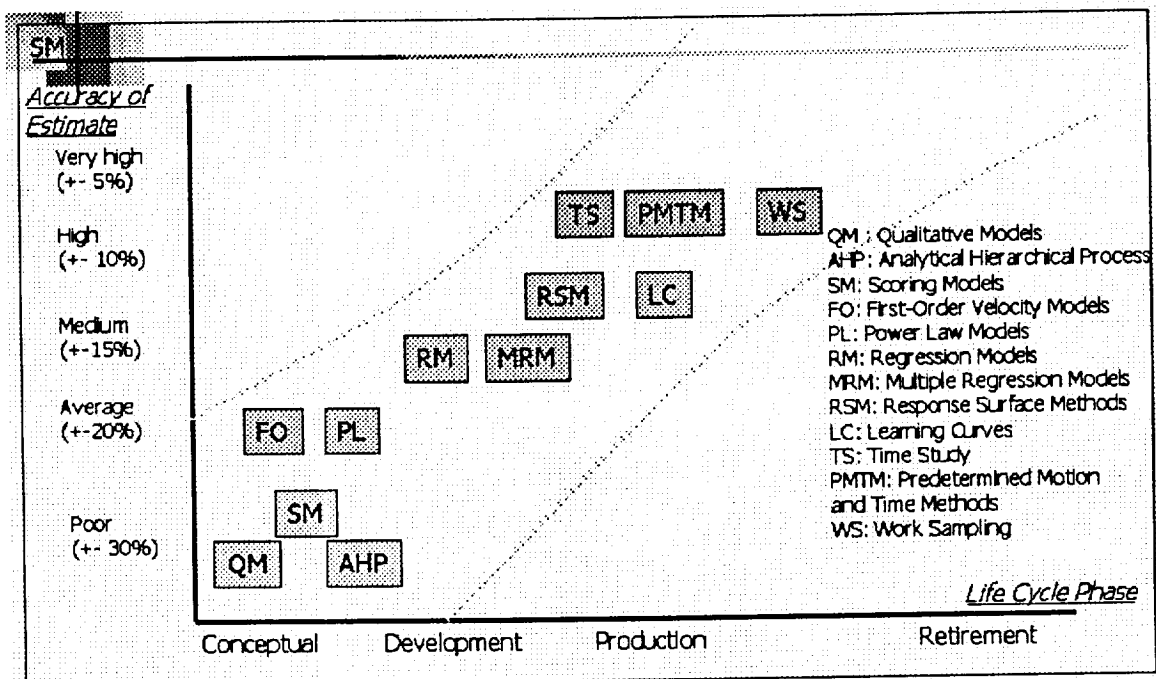 SM
Accuracy of
Estimate
Very high
(+- 5%)
High
(+- 10%)
Medium
(+-15%)
Average
(+-20%)
Poor
(+- 30%)
TS PMTM WS
RSM LC
RM MRM
FO PL
SM
QM AHP
QM : Qualitative Models
AHP: Analytical Hierarchical Process
SM: Scoring Models
FO: First-Order Velocity Models
PL: Power Law Models
RM: Regression Models
MRM: Multiple Regression Models
RSM: Response Surface Methods
LC: Learning Curves
TS: Time Study
PMTM: Predetermined Motion
and Time Methods
WS: Work Sampling
Life Cycle Phase
Conceptual Development Production Retirement